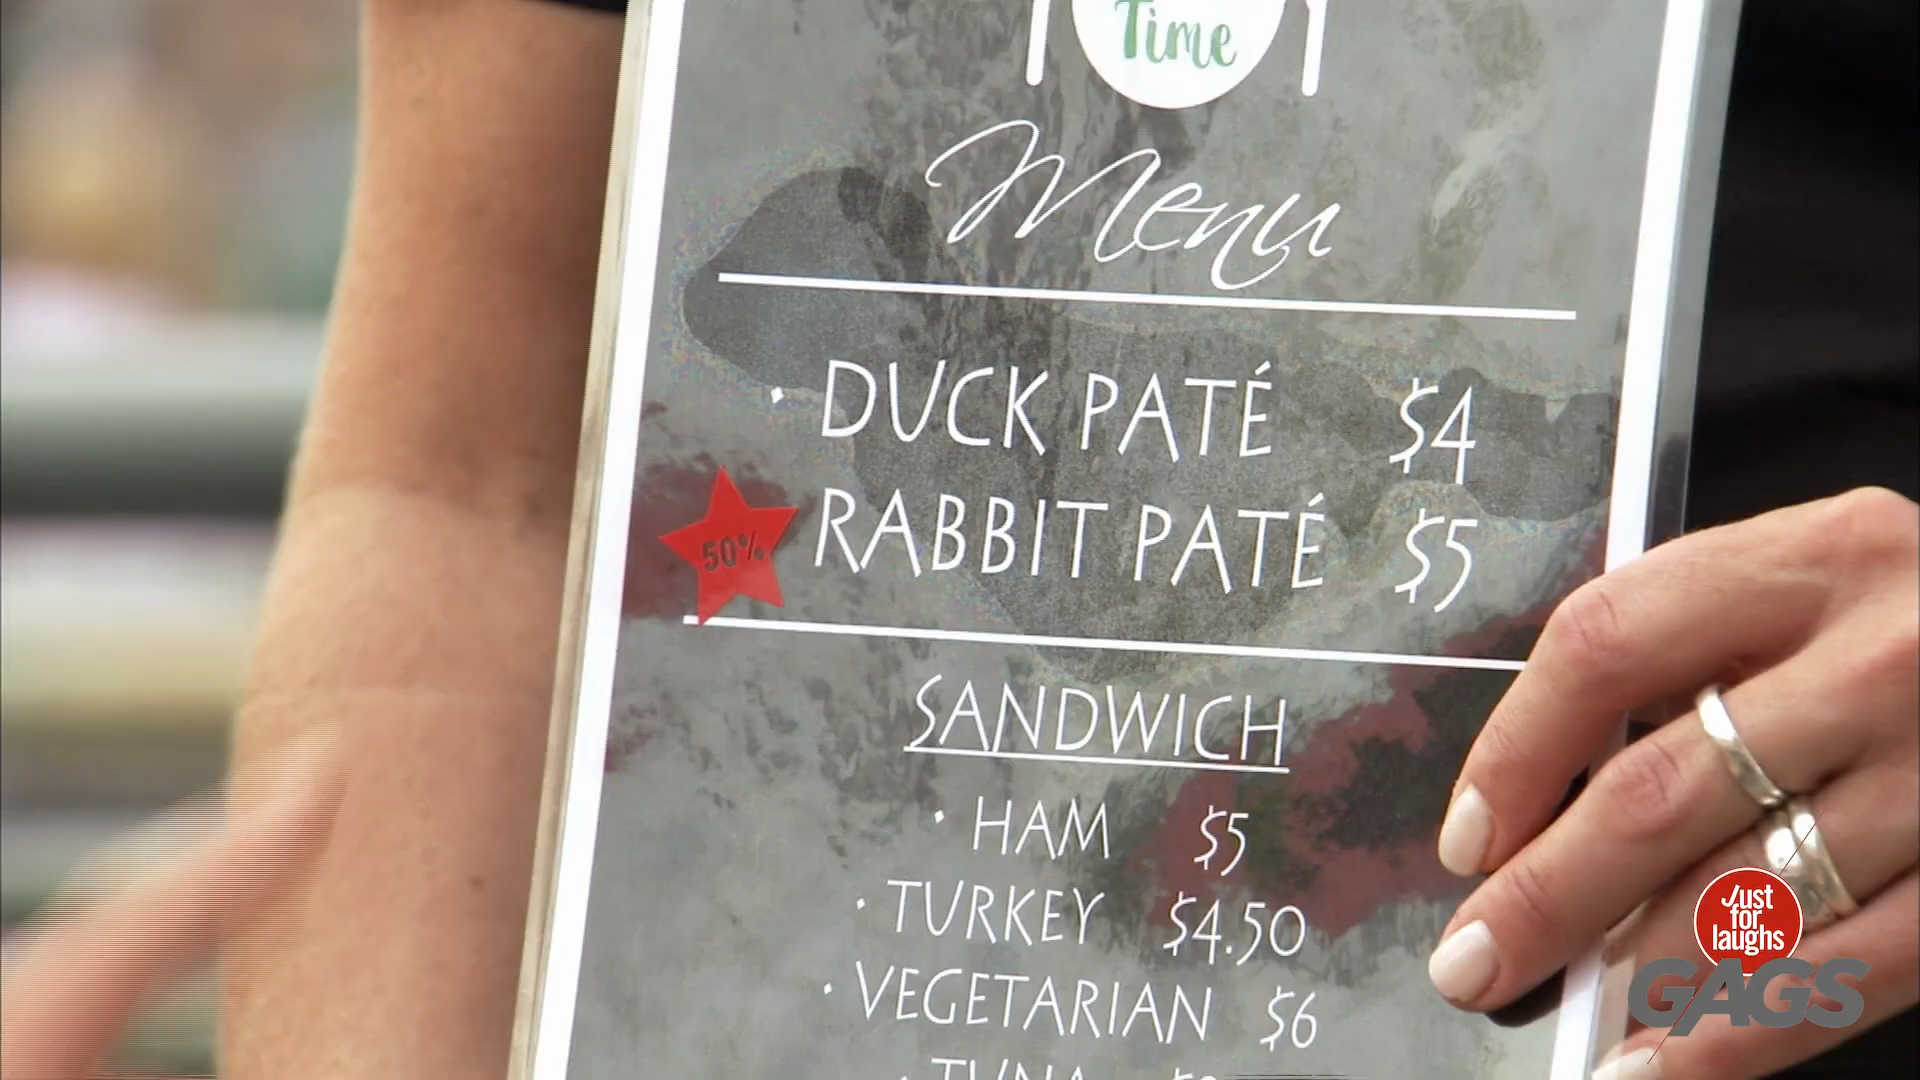 Time
Menu
· DUCK PATÉ $4
50% RABBIT PATÉ $5
SANDWICH
· HAM $5
· TURKEY $4.50
· VEGETARIAN $6
· TUNA
Just
for
laughs
GAGS